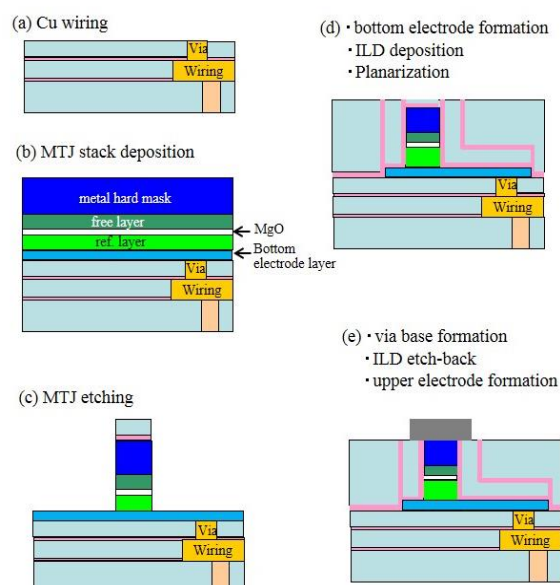 (a) Cu wiring
Via
Wiring
(b) MTJ stack deposition
metal hard mask
free layer
MgO
ref. layer
Bottom
electrode layer
Via
Wiring
(c) MTJ etching
Via
Wiring
(d) ・bottom electrode formation
・ILD deposition
・Planarization
Via
Wiring
(e) ・via base formation
・ILD etch-back
・upper electrode formation
Via
Wiring